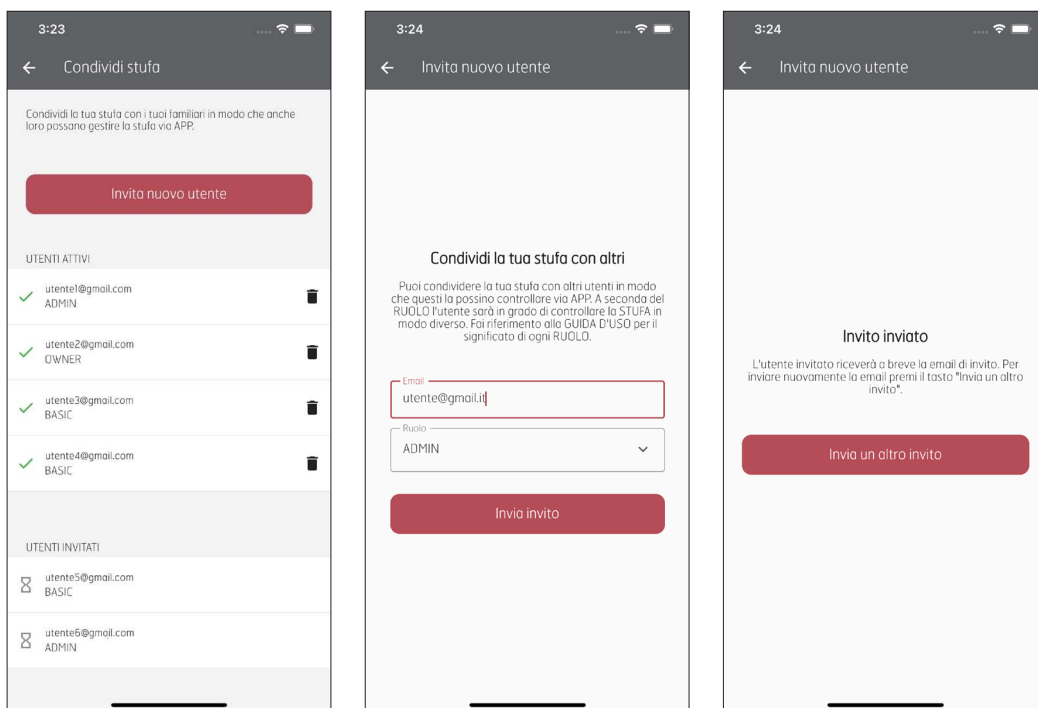 3:23
Condividi stufa
Condividi la tua stufa con i tuoi familiari in modo che anche
loro possano gestire la stufa via APP.
Invita nuovo utente
UTENTI ATTIVI
utente1@gmail.com
ADMIN
utente2@gmail.com
OWNER
utente3@gmail.com
BASIC
utente4@gmail.com
BASIC
UTENTI INVITATI
utente5@gmail.com
BASIC
utente6@gmail.com
ADMIN
3:24
Invita nuovo utente
Condividi la tua stufa con altri
Puoi condividere la tua stufa con altri utenti in modo
che questi la possino controllare via APP. A seconda del
RUOLO l'utente sarà in grado di controllare la STUFA in
modo diverso. Fai riferimento alla GUIDA D'USO per il
significato di ogni RUOLO.
Email
utente@gmail.it
Ruolo
ADMIN
Invia invito
3:24
Invita nuovo utente
Invito inviato
L'utente invitato riceverà a breve la email di invito. Per
inviare nuovamente la email premi il tasto "Invia un altro
invito".
Invia un altro invito